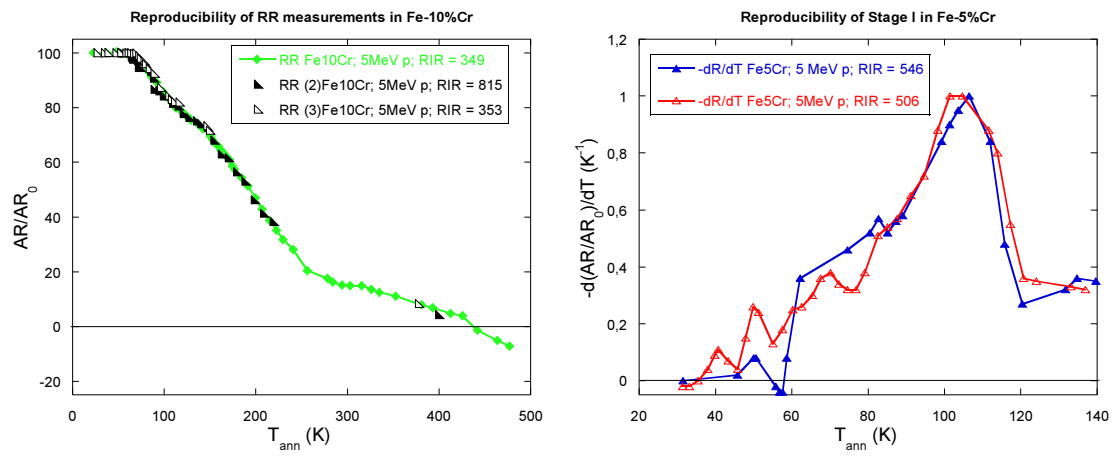 Reproducibility of RR measurements in Fe-10%Cr
RR Fe10Cr; 5MeV p; RIR = 349
RR (2)Fe10Cr; 5MeV p; RIR = 815
RR (3)Fe10Cr; 5MeV p; RIR = 353
AR/AR0
100
80
60
40
20
0
-20
0 100 200 300 400 500
Tann (K)
Reproducibility of Stage I in Fe-5%Cr
-dR/dT Fe5Cr; 5 MeV p; RIR = 546
-dR/dT Fe5Cr; 5MeV p; RIR = 506
-d(AR/AR0)/dT (K⁻¹)
1,2
1
0,8
0,6
0,4
0,2
0
20 40 60 80 100 120 140
Tann (K)